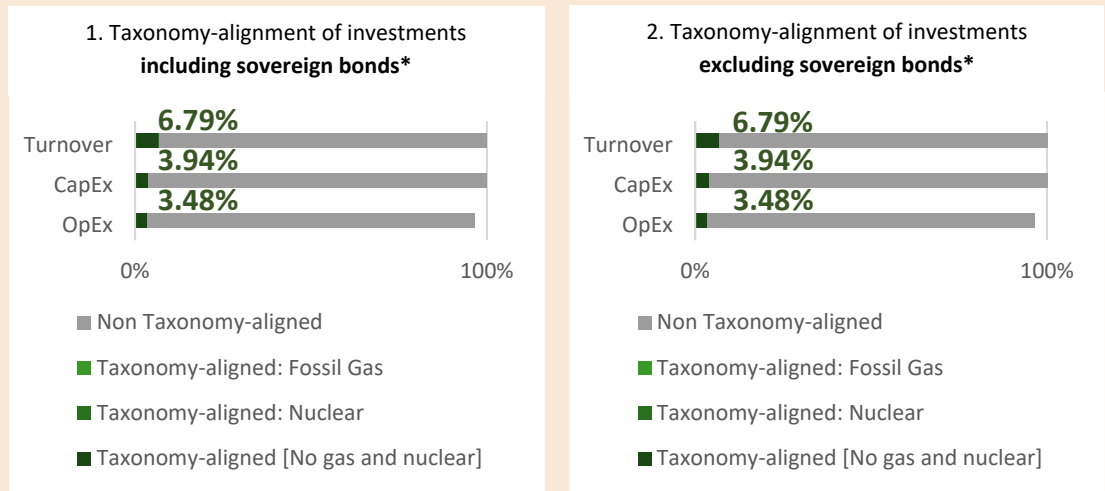 1. Taxonomy-alignment of investments
including sovereign bonds*
6.79%
Turnover
3.94%
CapEx
3.48%
OpEx
0%
100%
Non Taxonomy-aligned
Taxonomy-aligned: Fossil Gas
Taxonomy-aligned: Nuclear
Taxonomy-aligned [No gas and nuclear]
2. Taxonomy-alignment of investments
excluding sovereign bonds*
6.79%
Turnover
3.94%
CapEx
3.48%
OpEx
0%
100%
Non Taxonomy-aligned
Taxonomy-aligned: Fossil Gas
Taxonomy-aligned: Nuclear
Taxonomy-aligned [No gas and nuclear]